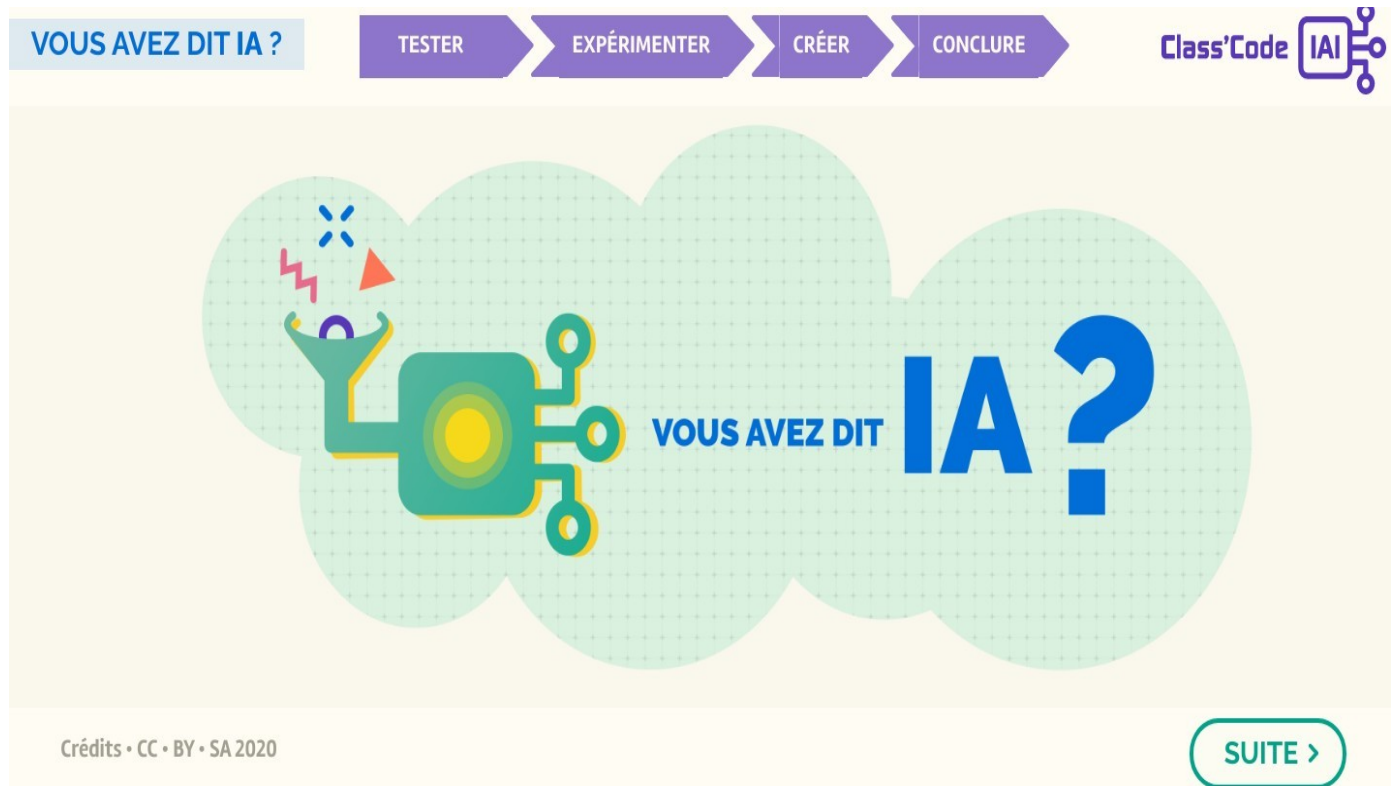 VOUS AVEZ DIT IA ?
TESTER
EXPÉRIMENTER
CRÉER
CONCLURE
Class'Code IAI
VOUS AVEZ DIT IA ?
Crédits • CC • BY • SA 2020
SUITE >